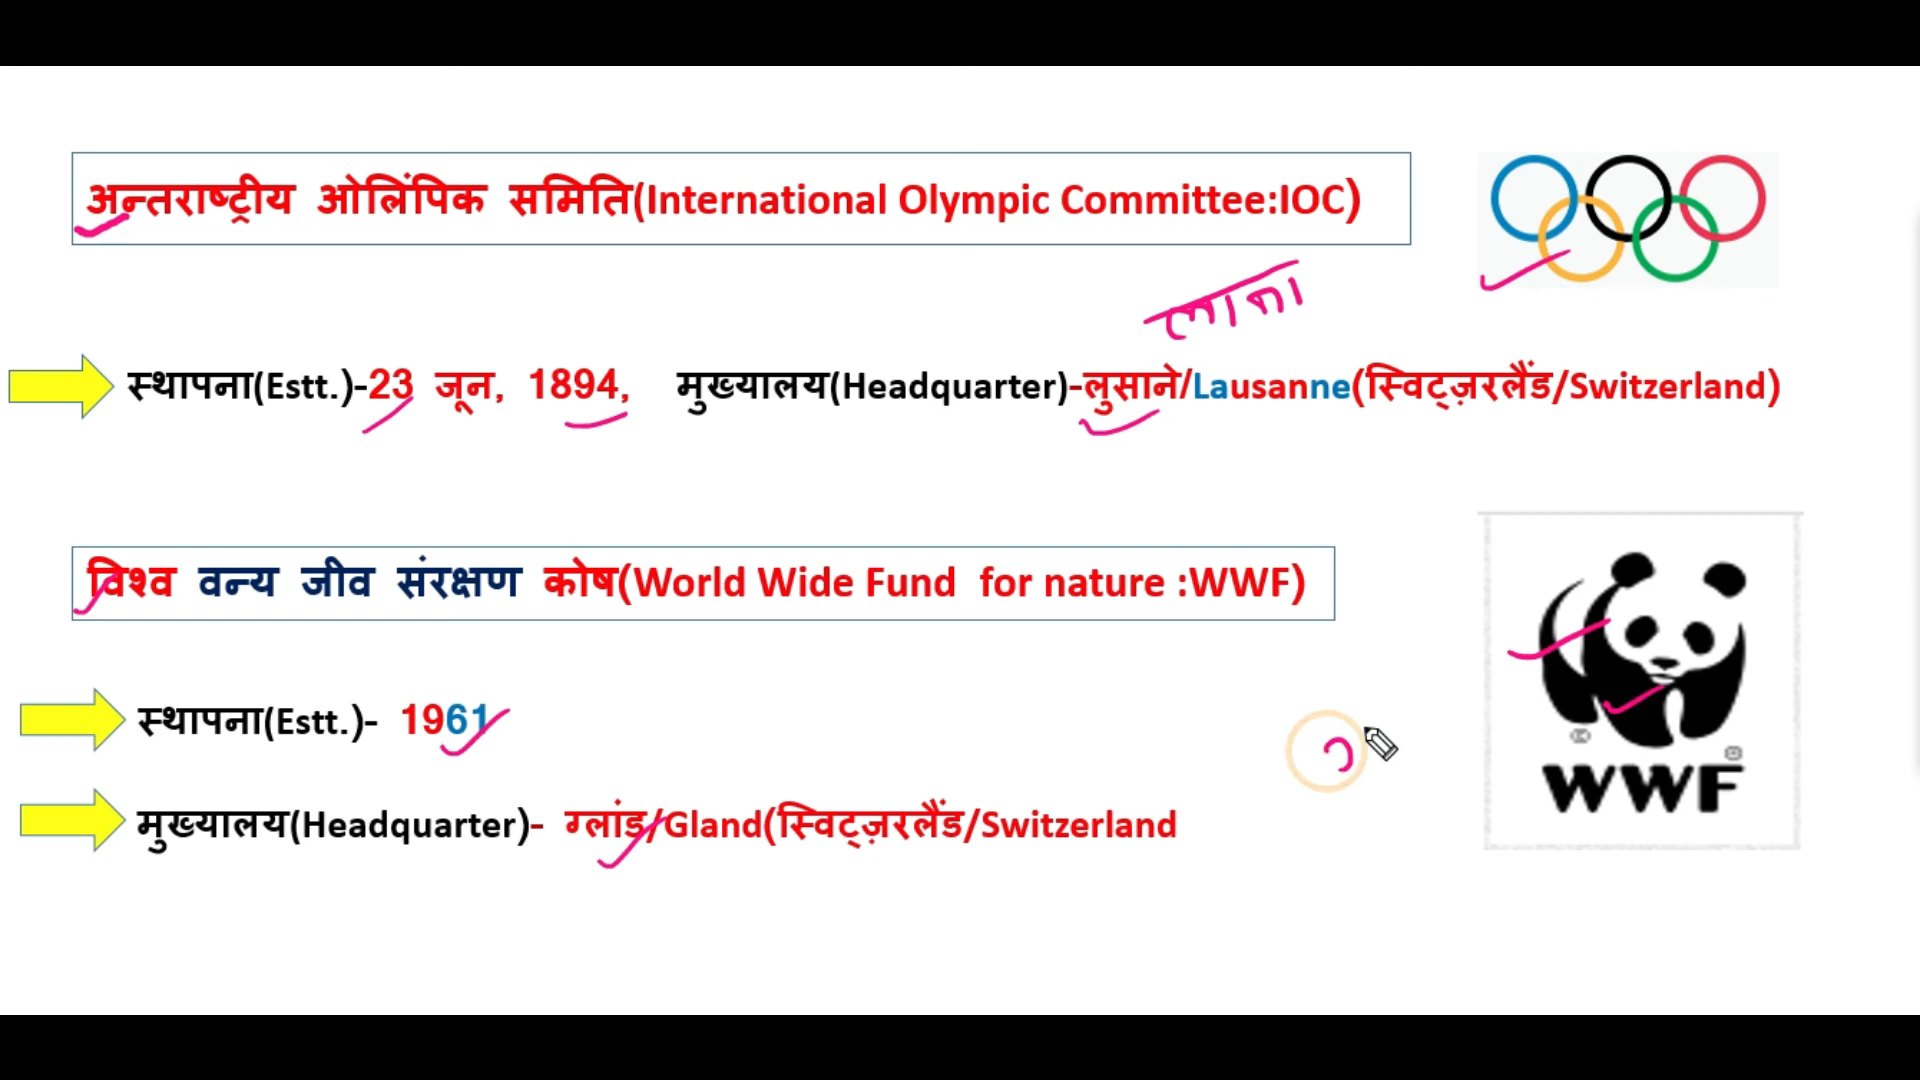 अन्तराष्ट्रीय ओलिंपिक समिति(International Olympic Committee:IOC)
स्थापना(Estt.)-23 जून, 1894, मुख्यालय(Headquarter)-लुसाने/Lausanne(स्विट्ज़रलैंड/Switzerland)
विश्व वन्य जीव संरक्षण कोष(World Wide Fund for nature :WWF)
स्थापना(Estt.)- 1961
मुख्यालय(Headquarter)- ग्लांड/Gland(स्विट्ज़रलैंड/Switzerland
© ®
WWF